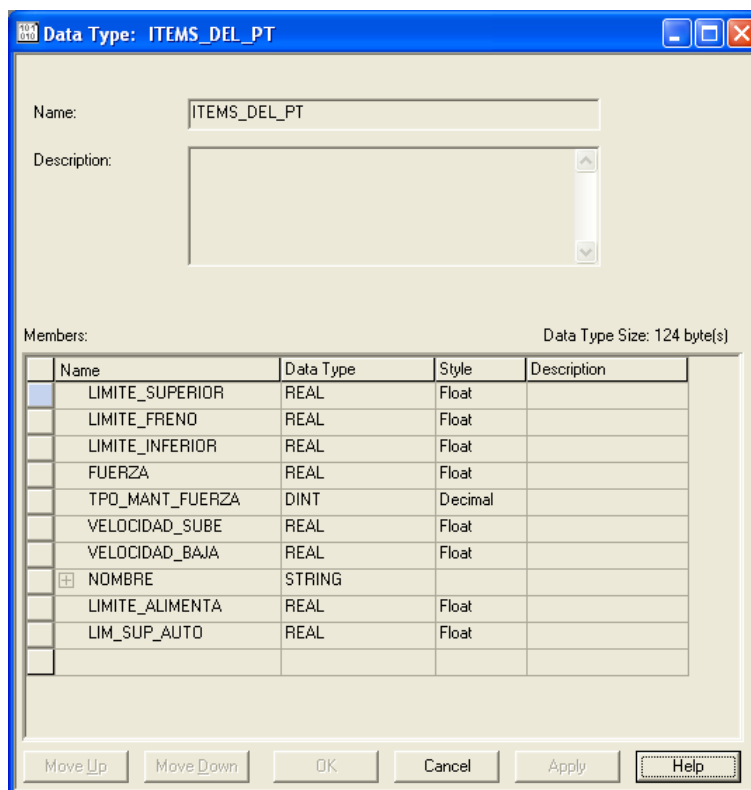 Data Type: ITEMS_DEL_PT
Name: ITEMS_DEL_PT
Description:
Members: Data Type Size: 124 byte(s)
Name Data Type Style Description
LIMITE_SUPERIOR REAL Float
LIMITE_FRENO REAL Float
LIMITE_INFERIOR REAL Float
FUERZA REAL Float
TPO_MANT_FUERZA DINT Decimal
VELOCIDAD_SUBE REAL Float
VELOCIDAD_BAJA REAL Float
NOMBRE STRING
LIMITE_ALIMENTA REAL Float
LIM_SUP_AUTO REAL Float
Move Up Move Down OK Cancel Apply Help